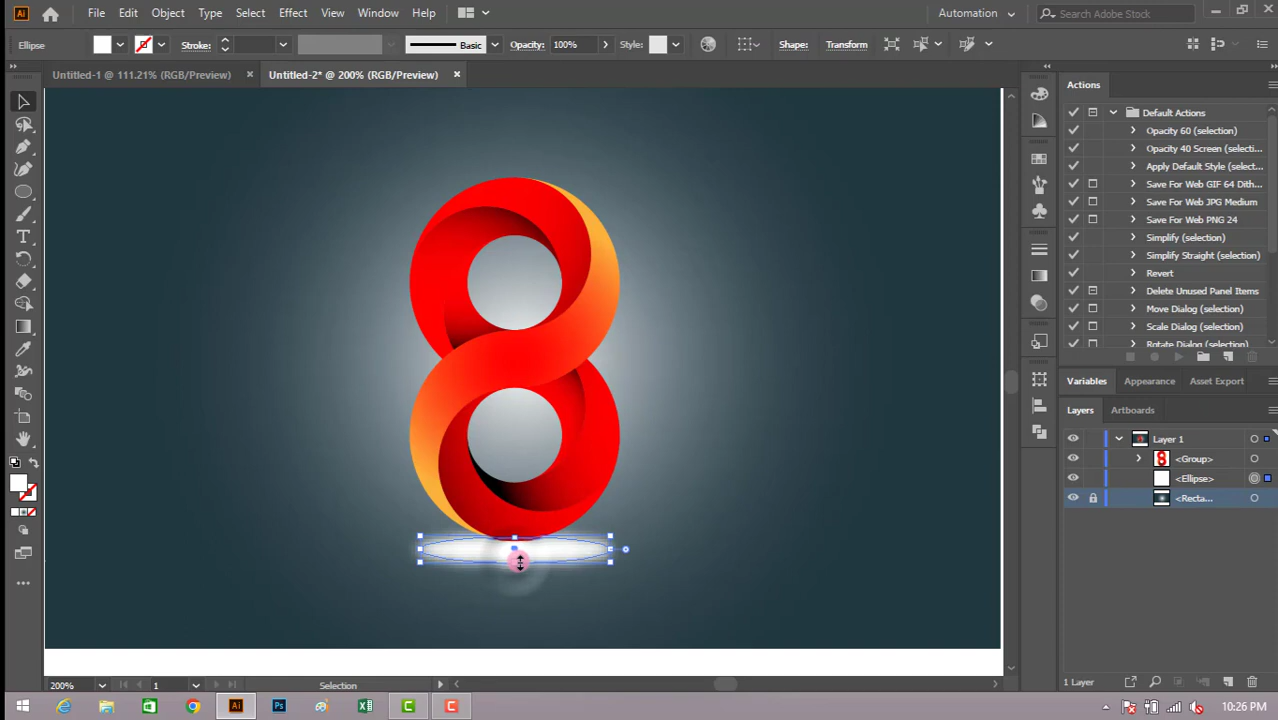 Ai File Edit Object Type Select Effect View Window Help Automation Search Adobe Stock
Ellipse Stroke: Basic Opacity: 100% Style: Shape: Transform
Untitled-1 @ 111.21% (RGB/Preview) × Untitled-2* @ 200% (RGB/Preview) ×
Actions
Default Actions
Opacity 60 (selection)
Opacity 40 Screen (selecti...
Apply Default Style (select...
Save For Web GIF 64 Dith...
Save For Web JPG Medium
Save For Web PNG 24
Simplify (selection)
Simplify Straight (selection)
Revert
Delete Unused Panel Items
Move Dialog (selection)
Scale Dialog (selection)
Rotate Dialog (selection)
Variables Appearance Asset Export
Layers Artboards
Layer 1
<Group>
<Ellipse>
<Recta...
8
200% 1 Selection 1 Layer
10:26 PM